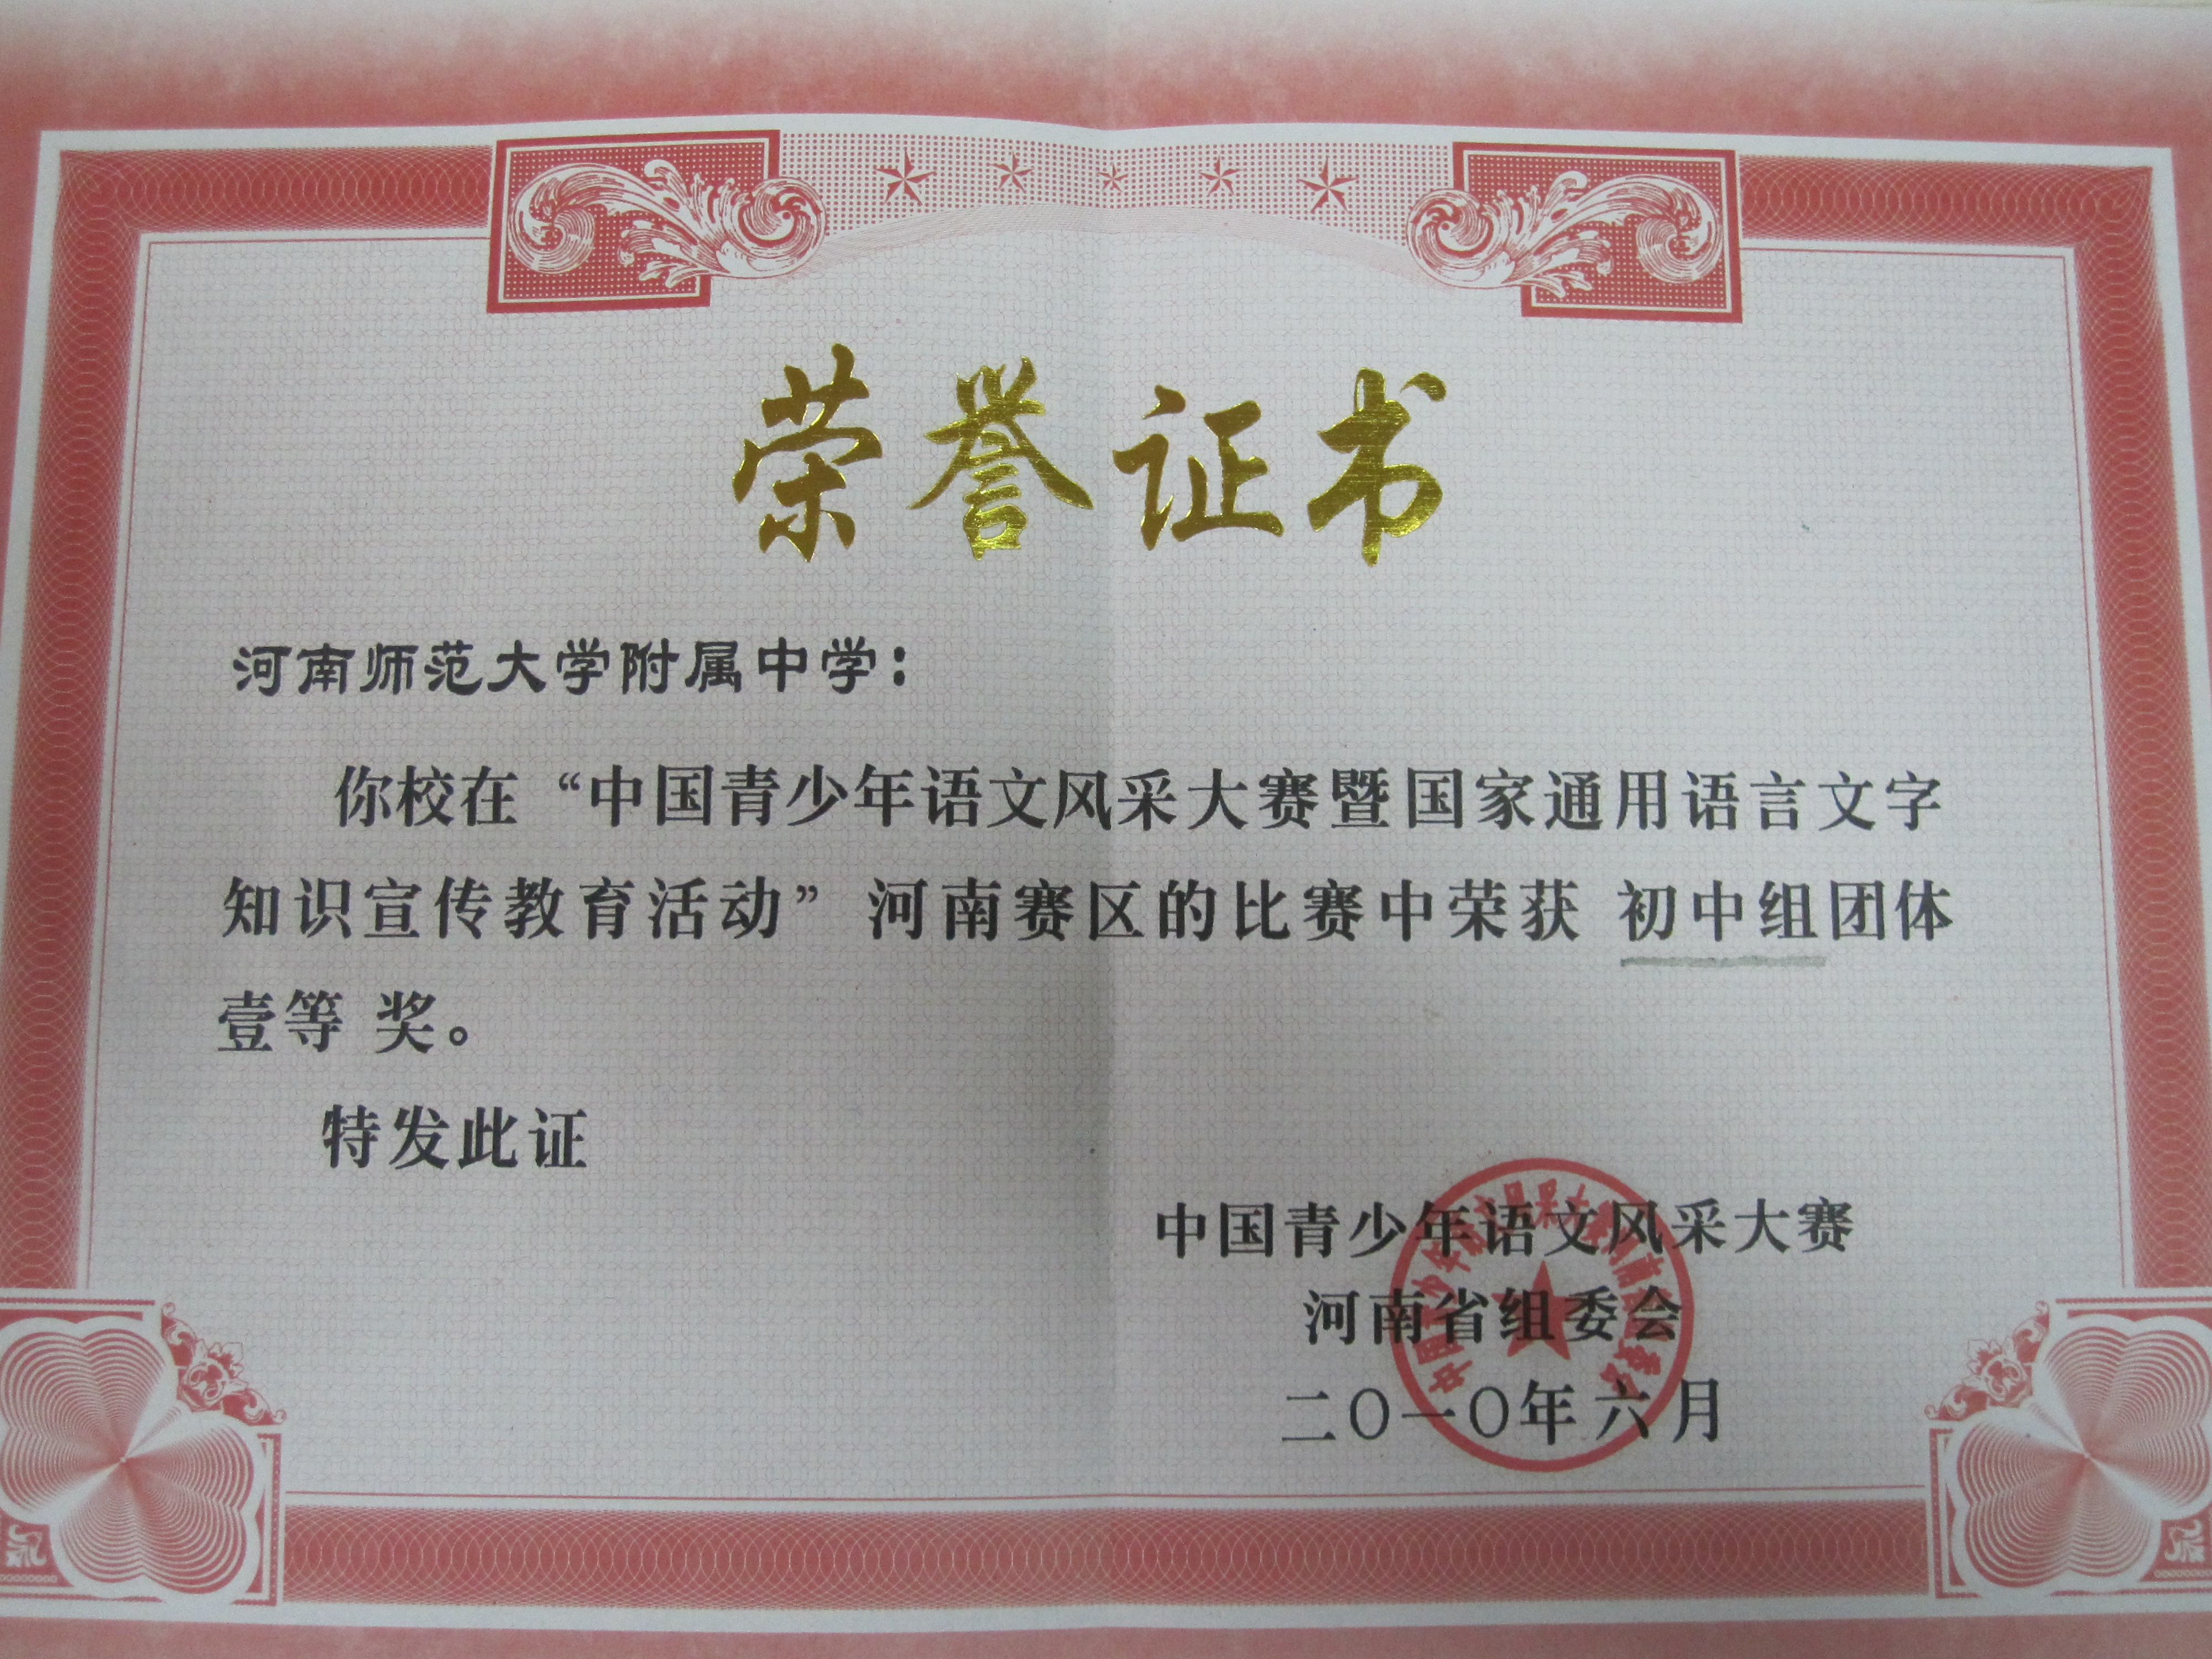 荣誉证书
河南师范大学附属中学：
你校在“中国青少年语文风采大赛暨国家通用语言文字
知识宣传教育活动”河南赛区的比赛中荣获 初中组团体
壹等 奖。
特发此证
中国青少年语文风采大赛
河南省组委会
二〇一〇年六月